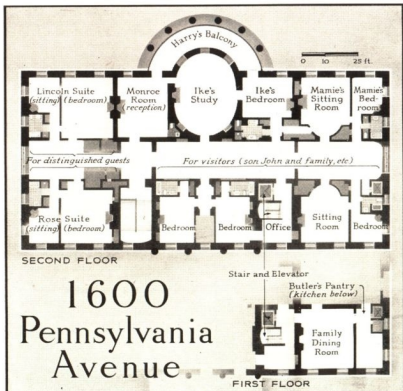 Harry's Balcony
0 10 25 ft.
Lincoln Suite
(sitting) (bedroom)
Monroe
Room
(reception)
Ike's
Study
Ike's
Bedroom
Mamie's
Sitting
Room
Mamie's
Bed-
room
For distinguished guests
For visitors (son John and family, etc.)
Rose Suite
(sitting) (bedroom)
Bedroom
Bedroom
Office
Sitting
Room
Bedroom
SECOND FLOOR
Stair and Elevator
Butler's Pantry
(kitchen below)
1600
Pennsylvania
Avenue
Family
Dining
Room
FIRST FLOOR